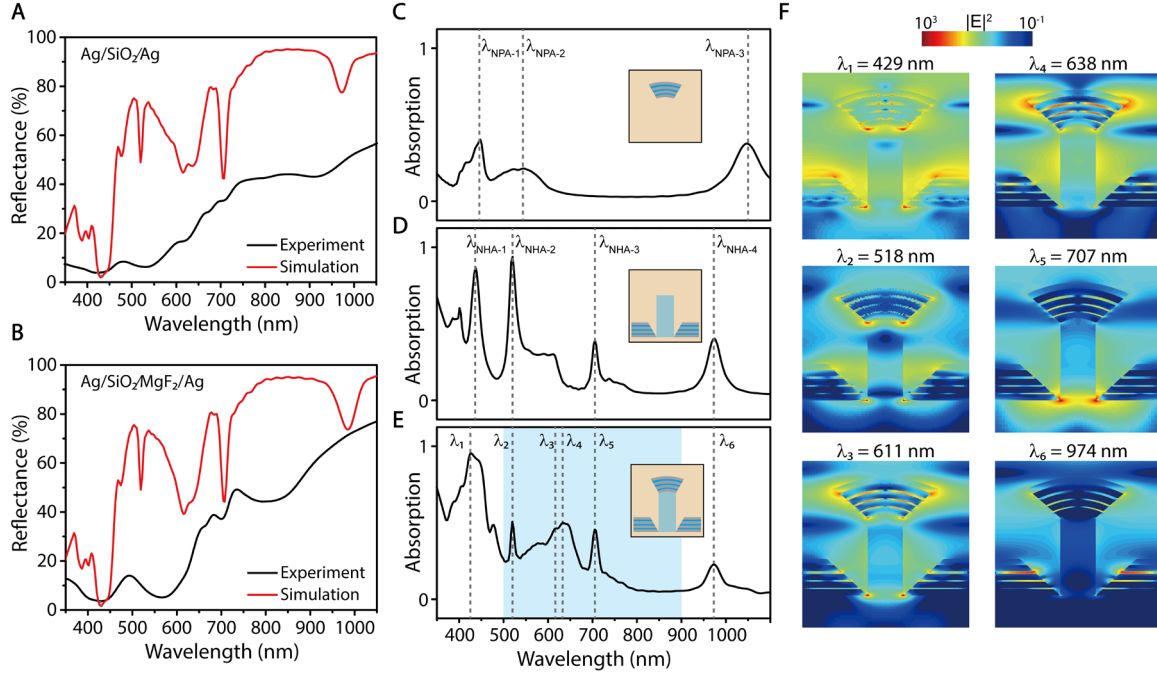 A
Ag/SiO₂/Ag
Reflectance (%)
100
80
60
40
20
0
Experiment
Simulation
400 500 600 700 800 900 1000
Wavelength (nm)
B
Ag/SiO₂/MgF₂/Ag
Reflectance (%)
100
80
60
40
20
0
Experiment
Simulation
400 500 600 700 800 900 1000
Wavelength (nm)
C
Absorption
1
0
λNPA-1
λNPA-2
λNPA-3
D
Absorption
1
0
λNHA-1
λNHA-2
λNHA-3
λNHA-4
E
Absorption
1
0
λ₁
λ₂
λ₃
λ₄
λ₅
λ₆
400 500 600 700 800 900 1000
Wavelength (nm)
F
10³ |E|² 10⁻¹
λ₁ = 429 nm
λ₄ = 638 nm
λ₂ = 518 nm
λ₅ = 707 nm
λ₃ = 611 nm
λ₆ = 974 nm